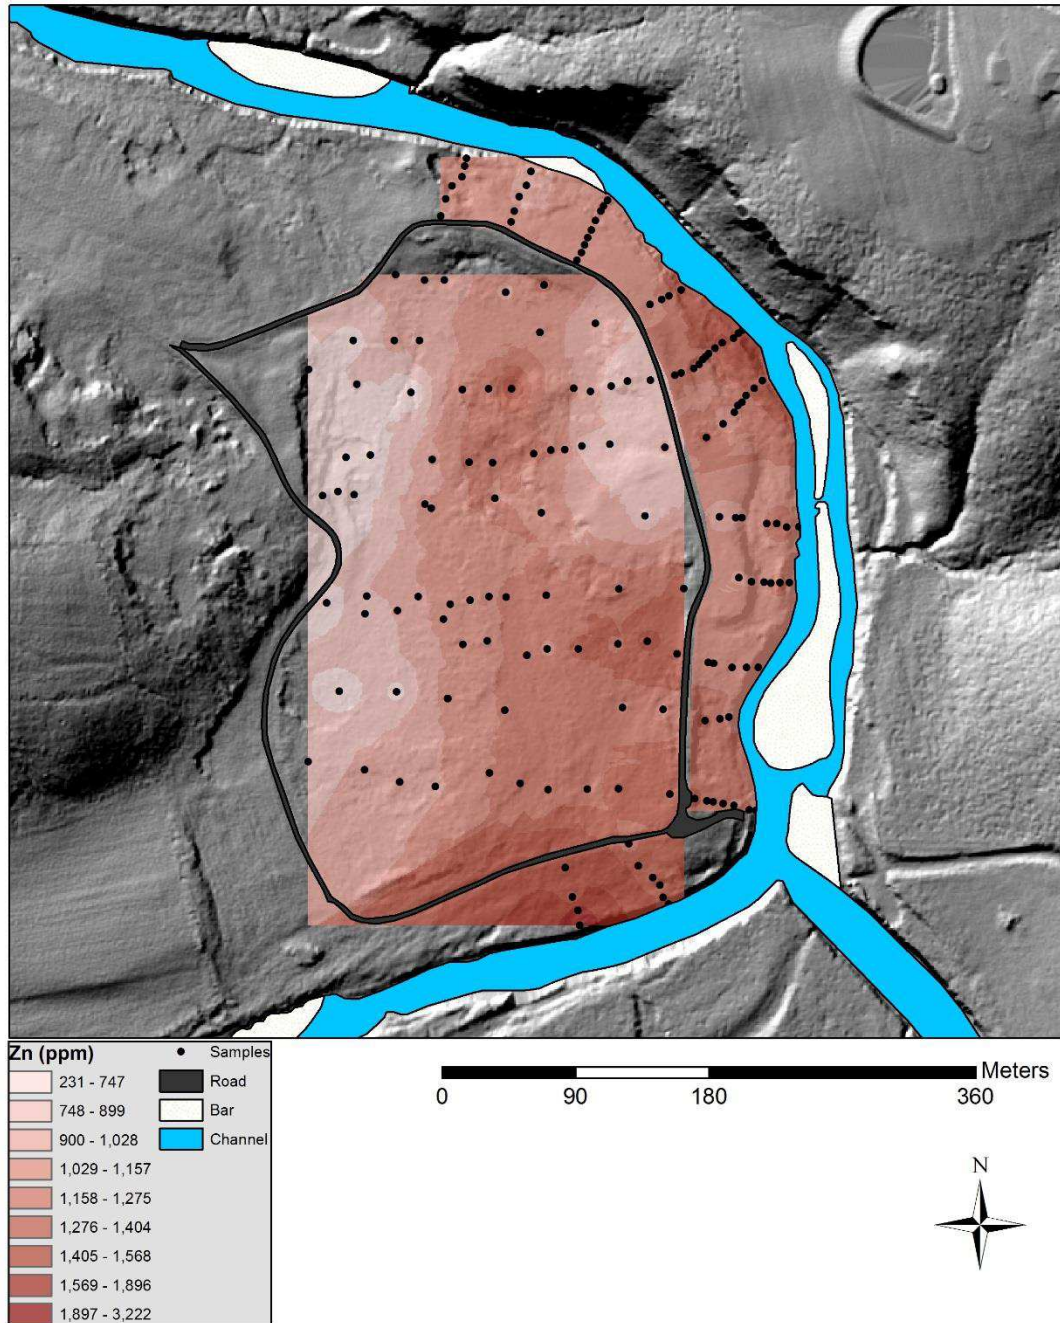 Zn (ppm)
231 - 747
748 - 899
900 - 1,028
1,029 - 1,157
1,158 - 1,275
1,276 - 1,404
1,405 - 1,568
1,569 - 1,896
1,897 - 3,222
Samples
Road
Bar
Channel
Meters
0 90 180 360
N